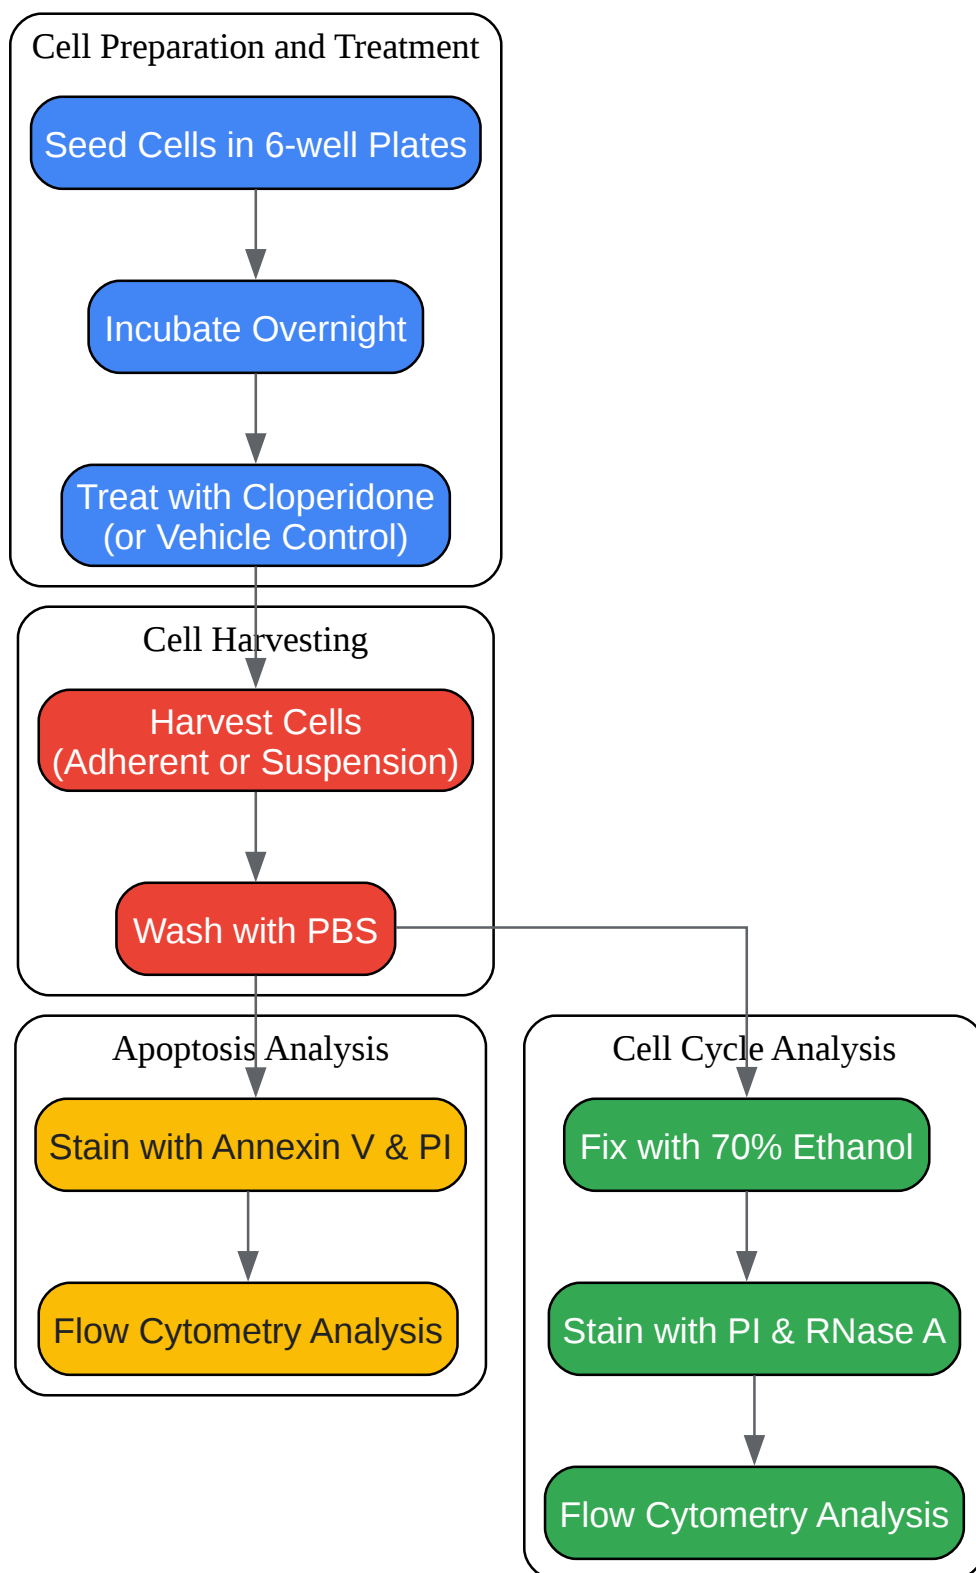 Cell Preparation and Treatment
Seed Cells in 6-well Plates
Incubate Overnight
Treat with Cloperidone
(or Vehicle Control)
Cell Harvesting
Harvest Cells
(Adherent or Suspension)
Wash with PBS
Apoptosis Analysis
Stain with Annexin V & PI
Flow Cytometry Analysis
Cell Cycle Analysis
Fix with 70% Ethanol
Stain with PI & RNase A
Flow Cytometry Analysis